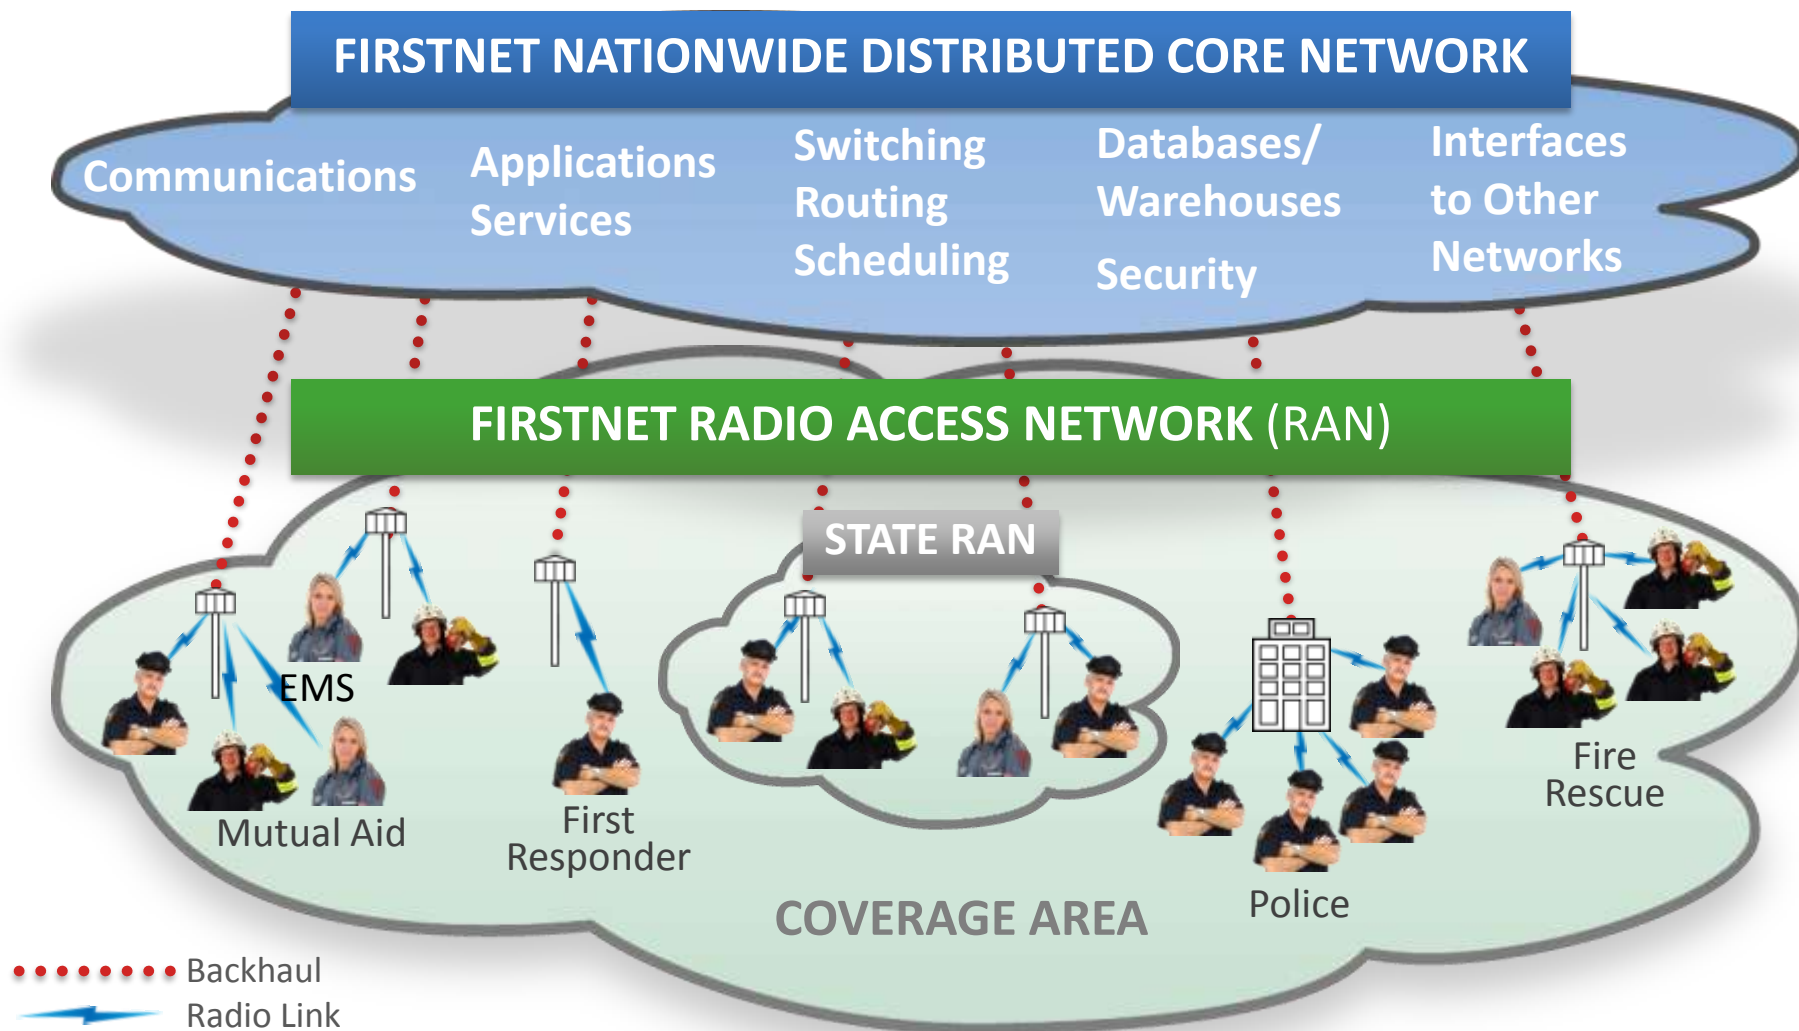 FIRSTNET NATIONWIDE DISTRIBUTED CORE NETWORK
Communications
Applications
Services
Switching
Routing
Scheduling
Databases/
Warehouses
Security
Interfaces
to Other
Networks
FIRSTNET RADIO ACCESS NETWORK (RAN)
STATE RAN
EMS
Mutual Aid
First
Responder
Police
Fire
Rescue
COVERAGE AREA
Backhaul
Radio Link